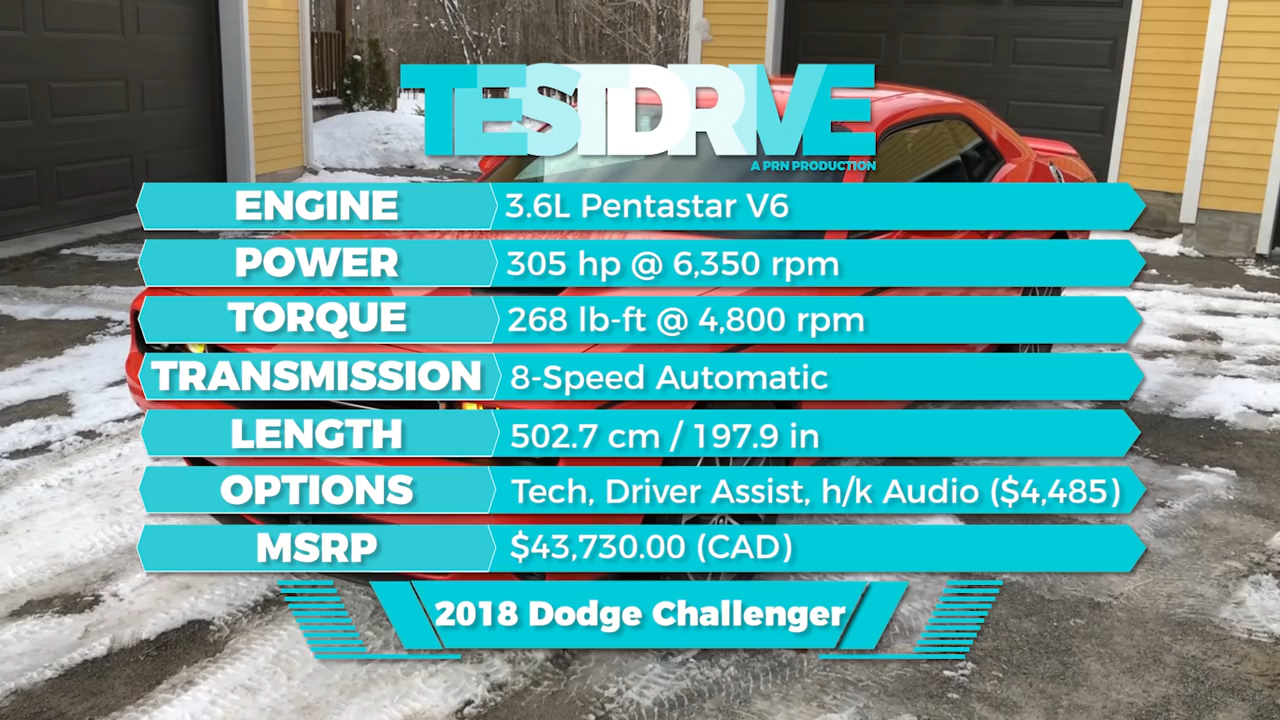 TESTDRIVE
A PRN PRODUCTION
ENGINE 3.6L Pentastar V6
POWER 305 hp @ 6,350 rpm
TORQUE 268 lb-ft @ 4,800 rpm
TRANSMISSION 8-Speed Automatic
LENGTH 502.7 cm / 197.9 in
OPTIONS Tech, Driver Assist, h/k Audio ($4,485)
MSRP $43,730.00 (CAD)
2018 Dodge Challenger